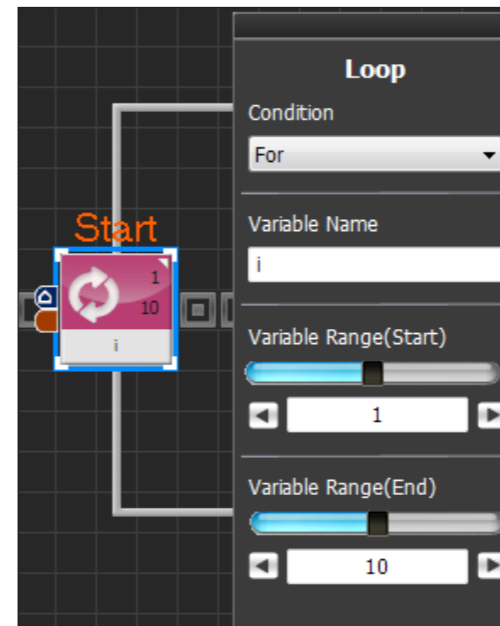 Start
1
10
i
Loop
Condition
For
Variable Name
i
Variable Range(Start)
1
Variable Range(End)
10